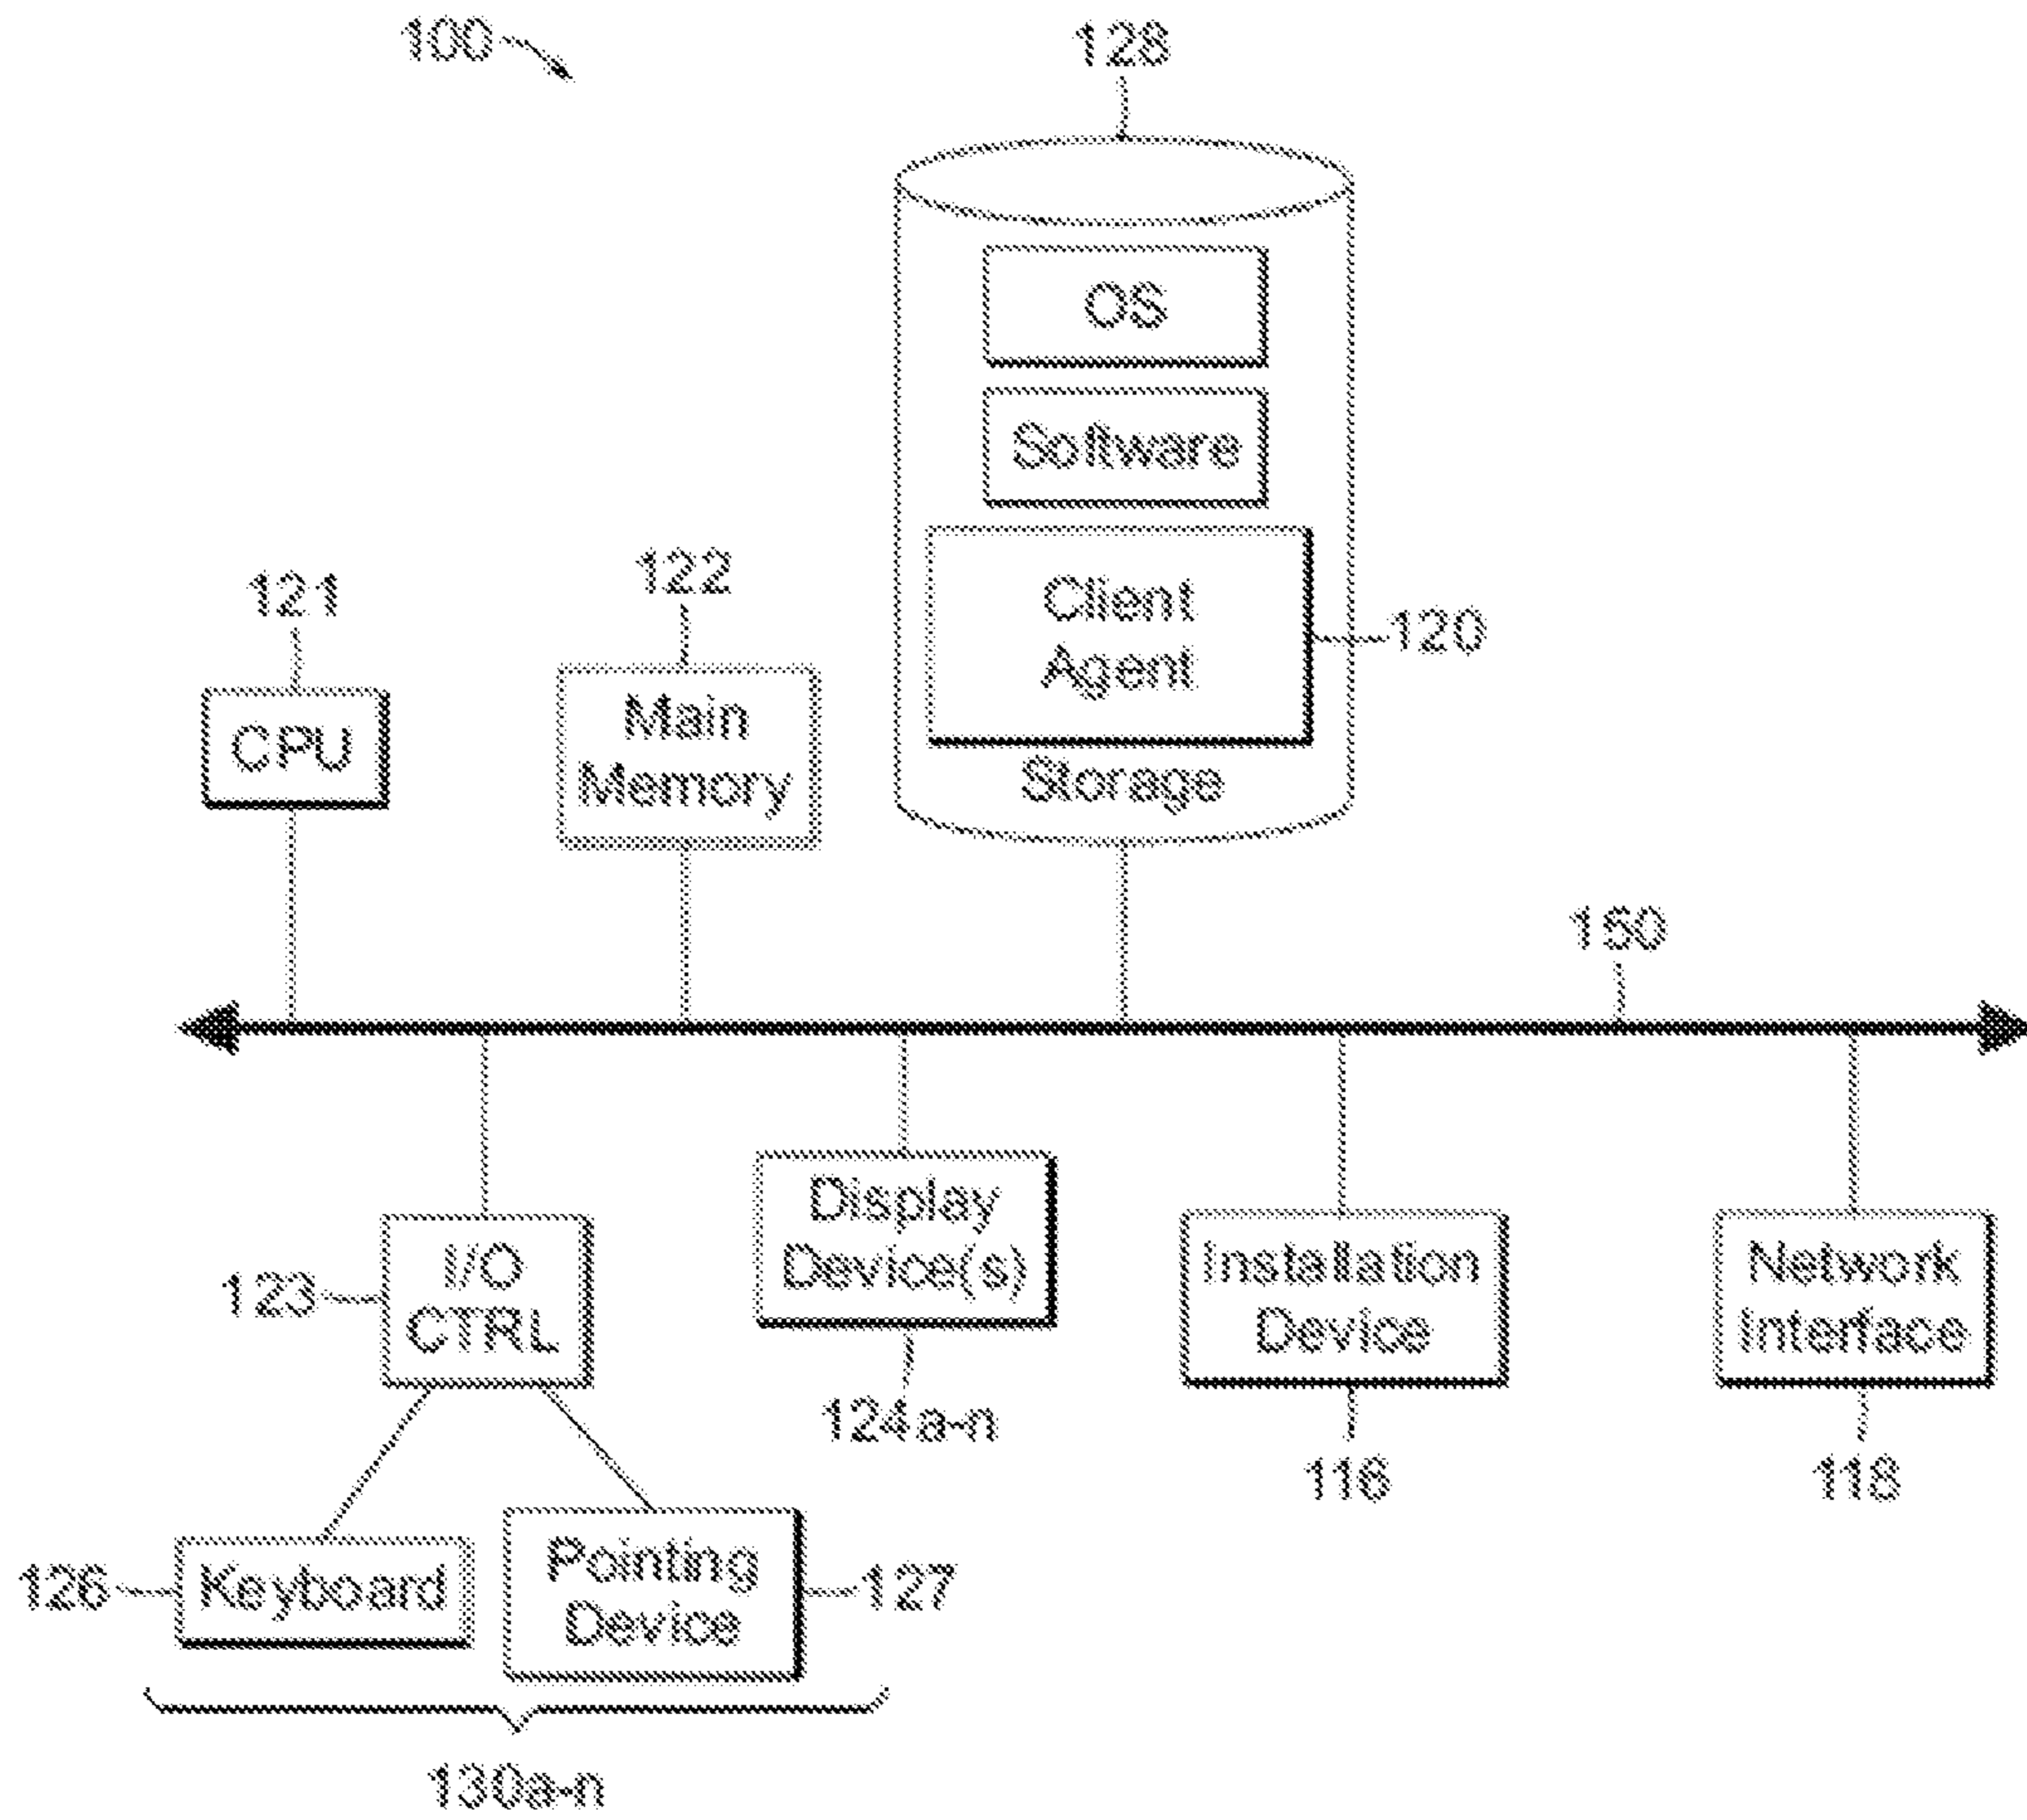 100
128
OS
Software
Client
Agent
120
Storage
121
CPU
122
Main
Memory
150
I/O
CTRL
123
Display
Device(s)
124a-n
Installation
Device
116
Network
Interface
118
126
Keyboard
Pointing
Device
127
130a-n